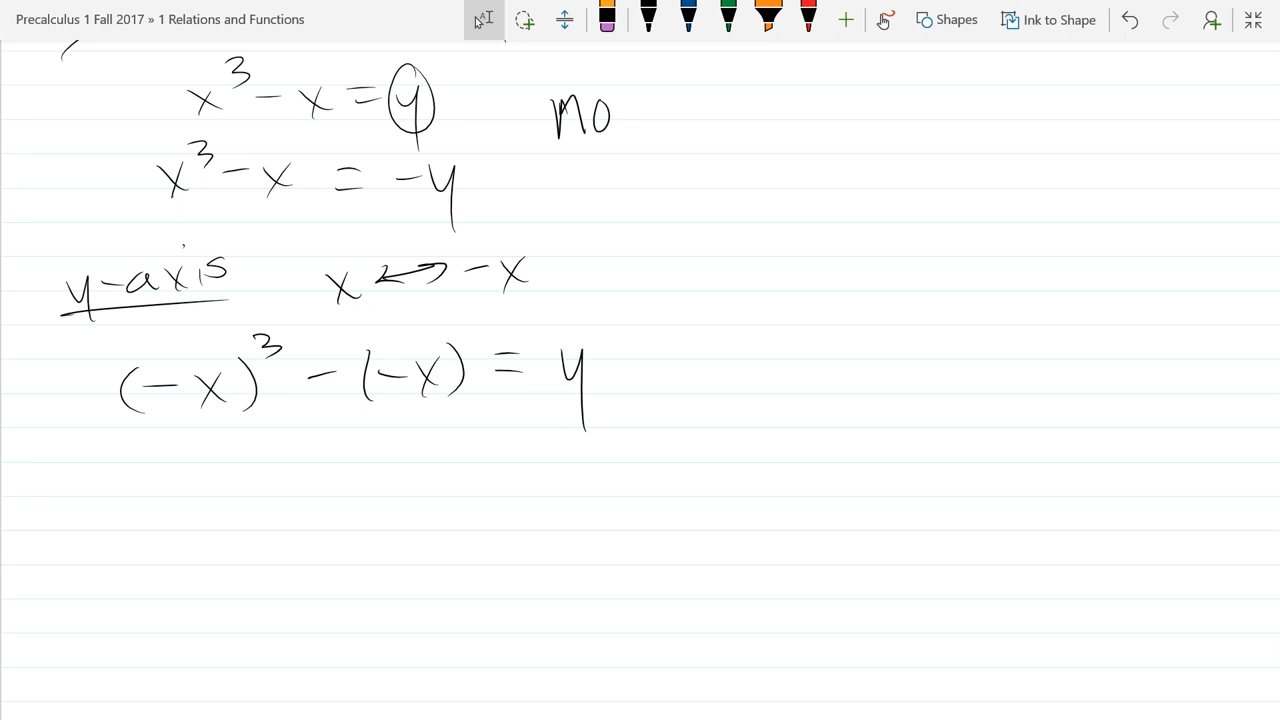 Precalculus 1 Fall 2017 » 1 Relations and Functions
Shapes
Ink to Shape
x³ - x = y no
x³ - x = -y
y-axis x ↔ -x
(-x)³ - (-x) = y